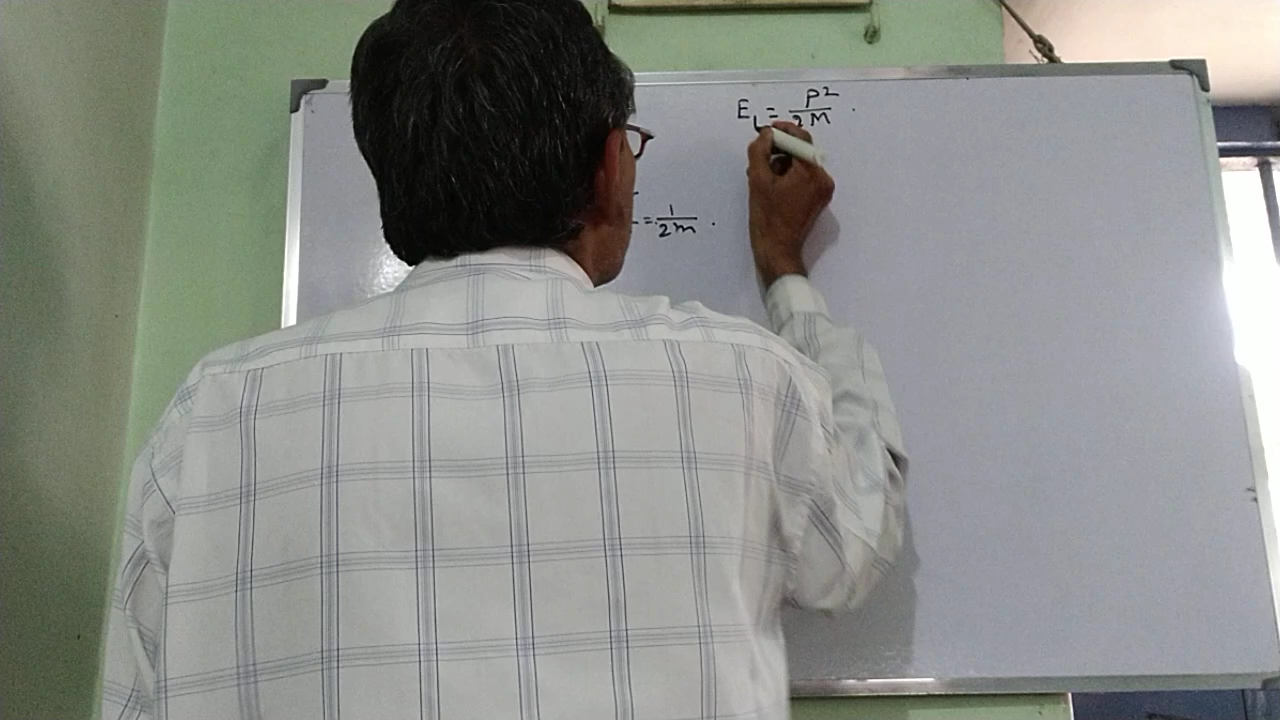 E = P²/2M .
= 1/2m .